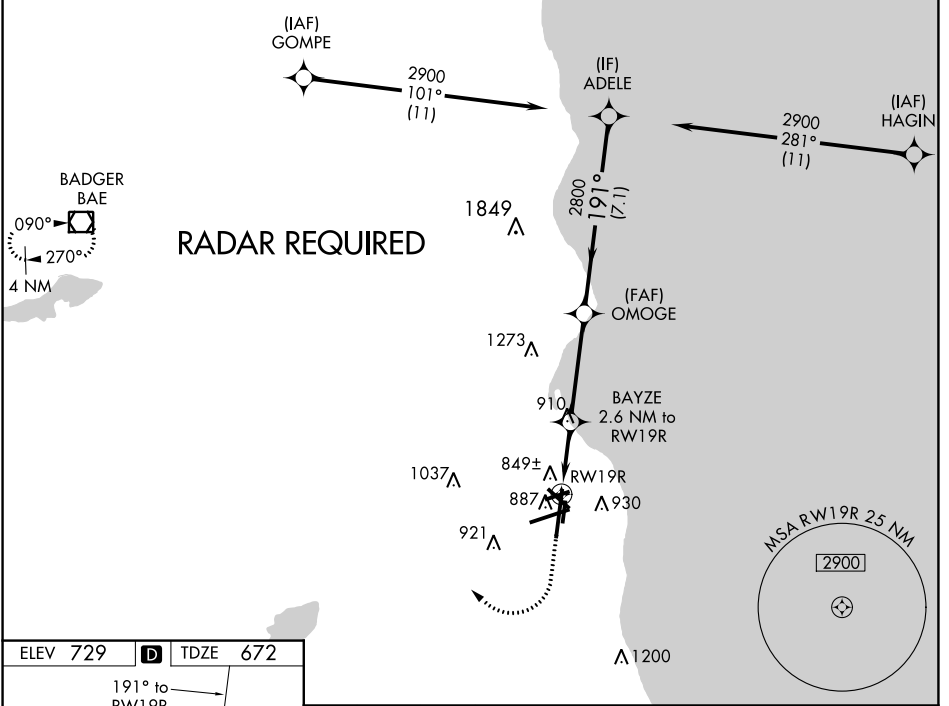 (IAF)
GOMPE
2900
101°
(11)
(IF)
ADELE
2900
281°
(11)
(IAF)
HAGIN
BADGER
BAE
090°
270°
4 NM
RADAR REQUIRED
1849
2800
191°
(7.1)
(FAF)
OMOGE
1273
910
BAYZE
2.6 NM to
RW19R
849±
RW19R
1037
887
930
921
MSA RW19R 25 NM
2900
1200
ELEV 729
D
TDZE 672
191° to
RW19R